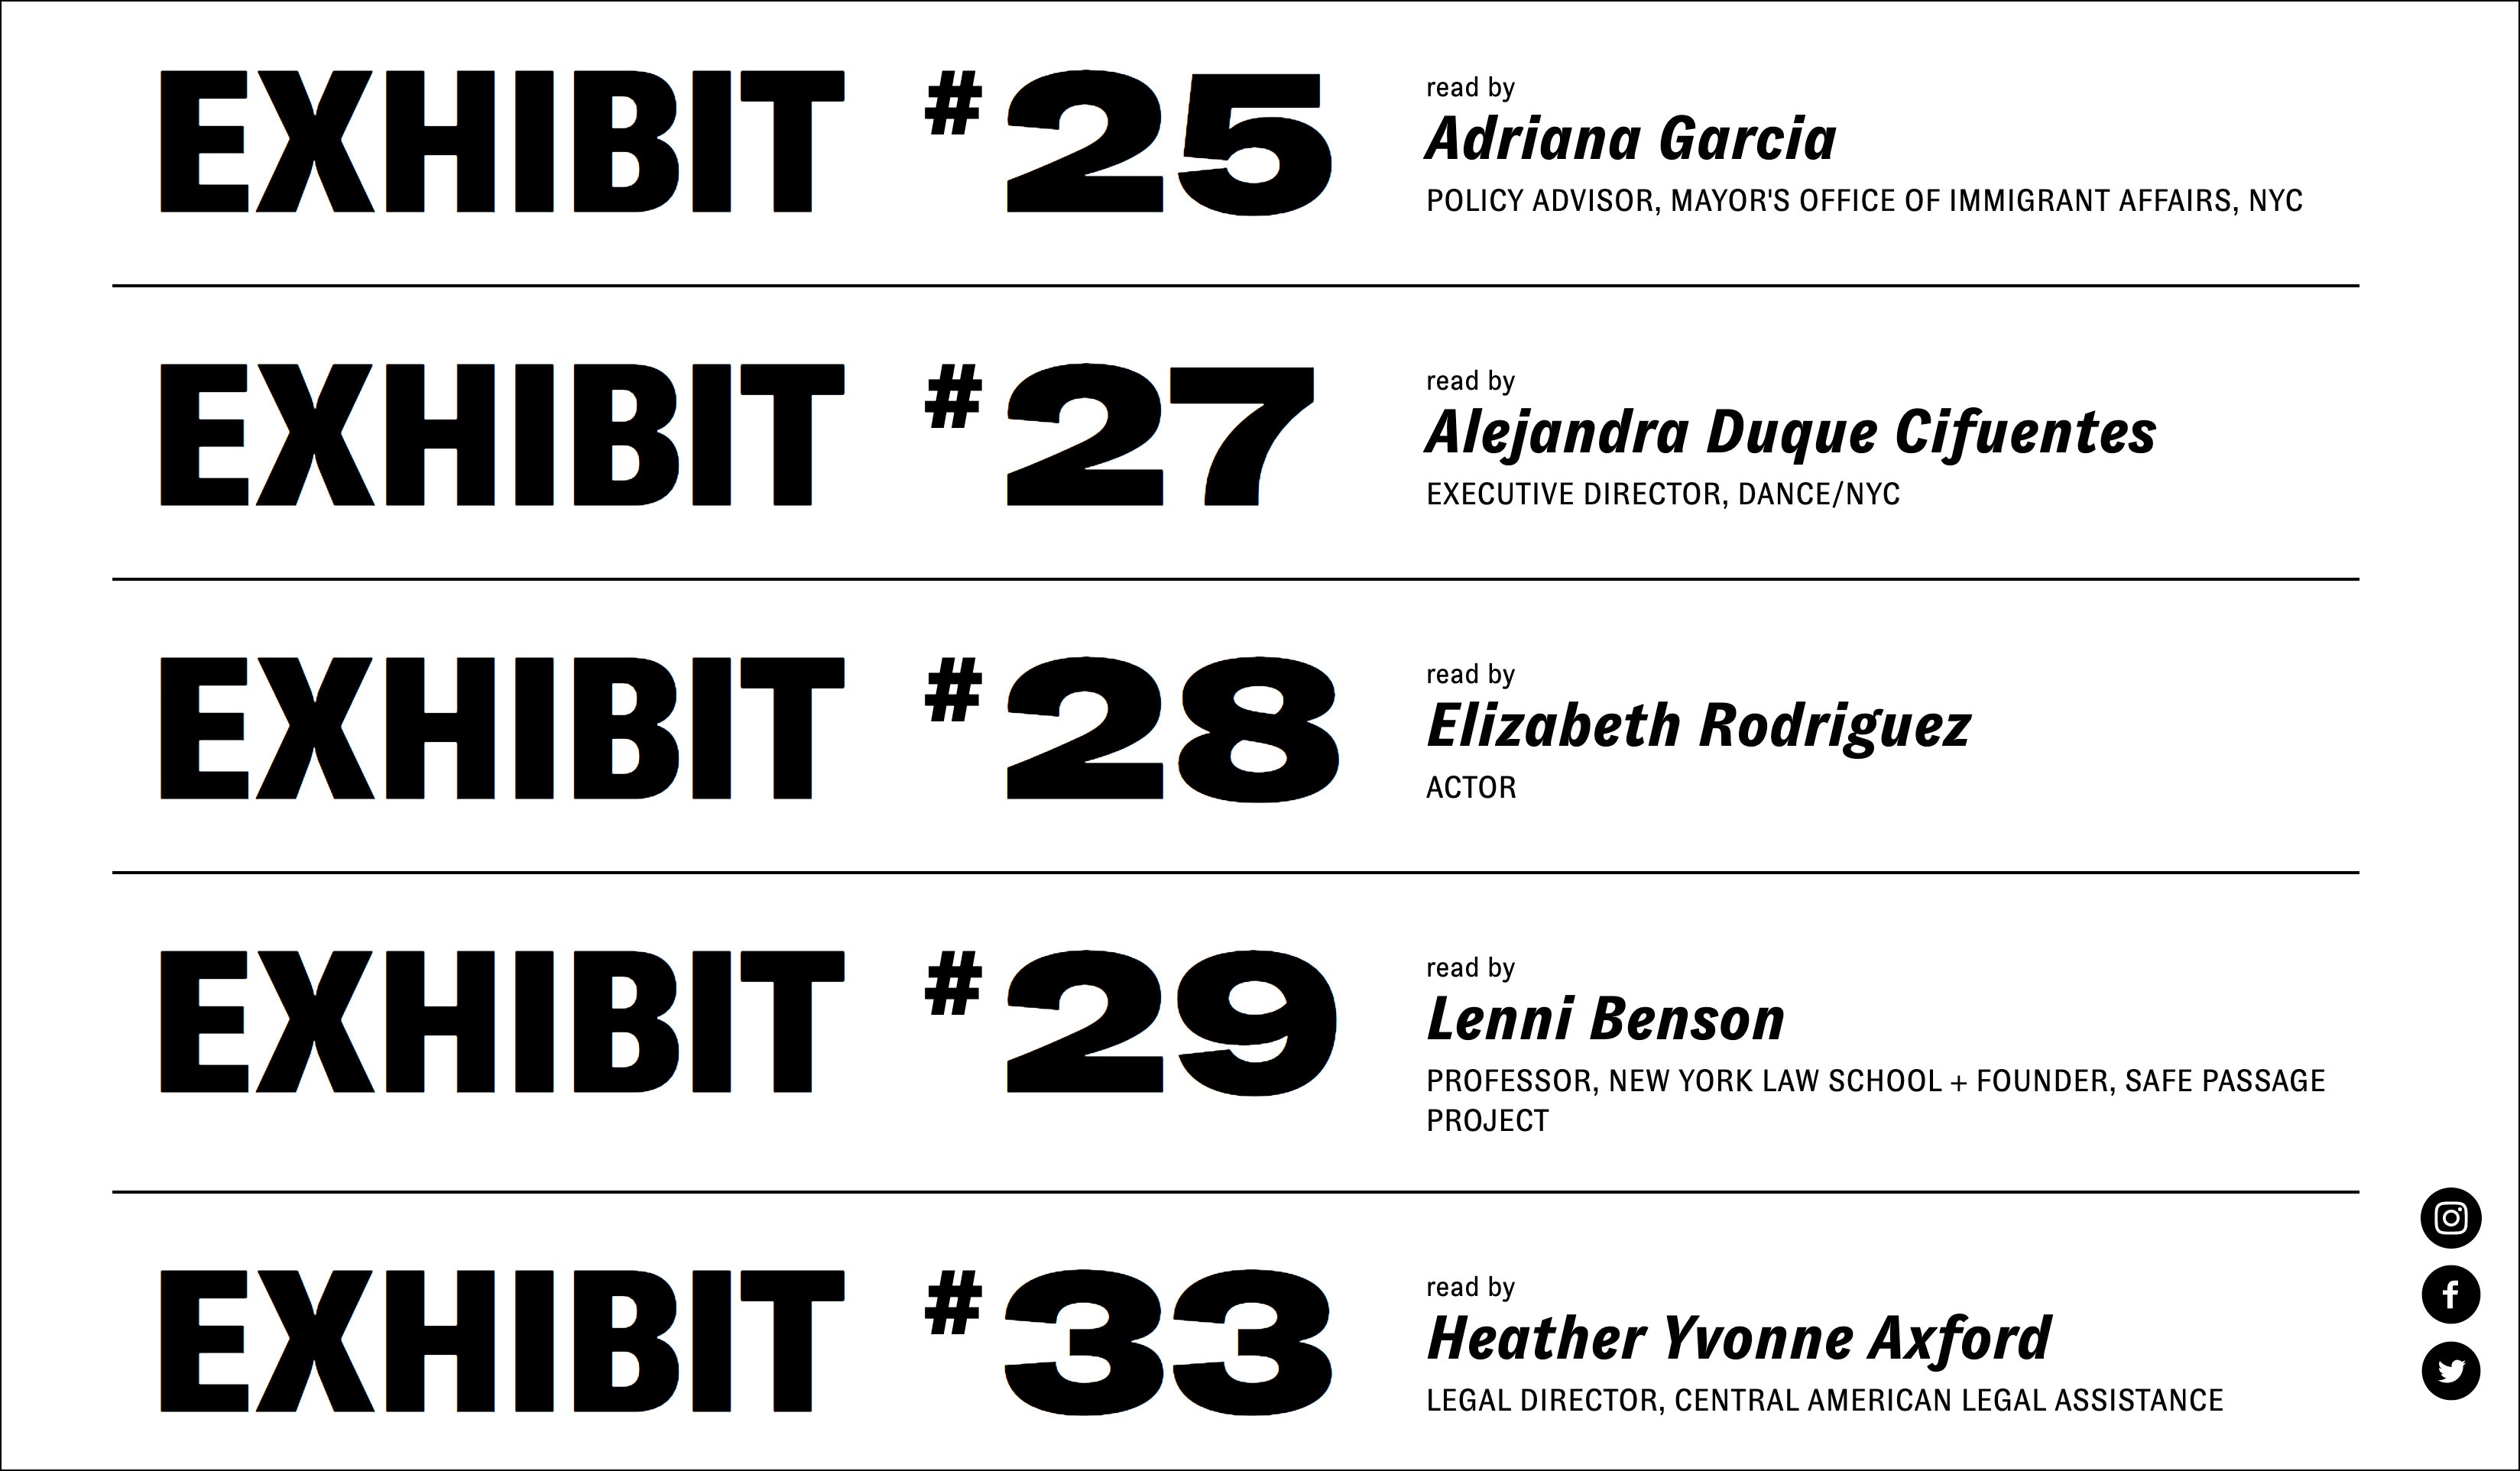 EXHIBIT #25
read by
Adriana Garcia
POLICY ADVISOR, MAYOR'S OFFICE OF IMMIGRANT AFFAIRS, NYC
EXHIBIT #27
read by
Alejandra Duque Cifuentes
EXECUTIVE DIRECTOR, DANCE/NYC
EXHIBIT #28
read by
Elizabeth Rodriguez
ACTOR
EXHIBIT #29
read by
Lenni Benson
PROFESSOR, NEW YORK LAW SCHOOL + FOUNDER, SAFE PASSAGE
PROJECT
EXHIBIT #33
read by
Heather Yvonne Axford
LEGAL DIRECTOR, CENTRAL AMERICAN LEGAL ASSISTANCE